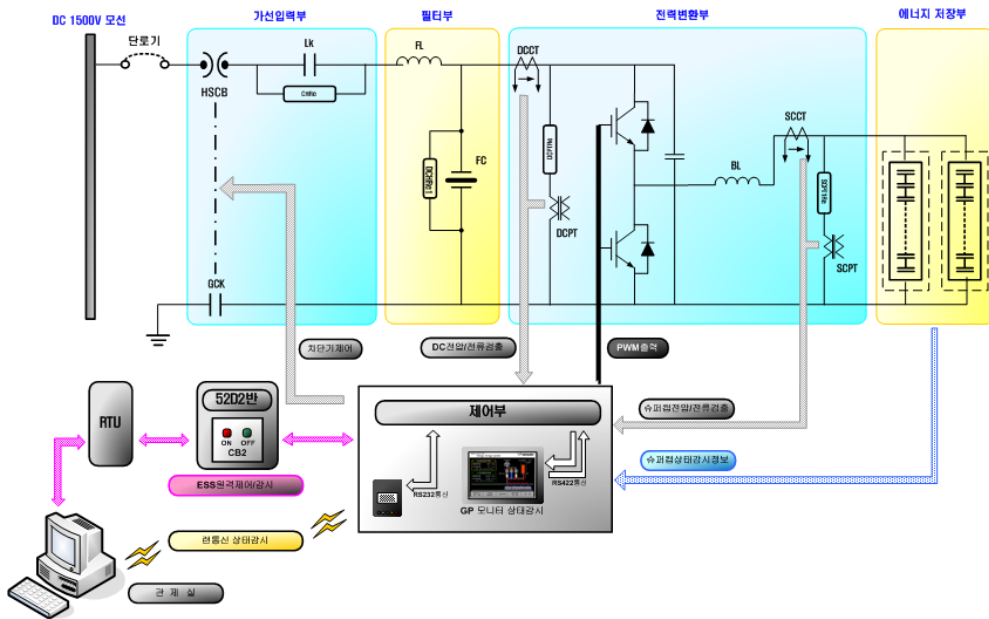 DC 1500V 모선
가선입력부
필터부
전력변환부
에너지 저장부
단로기
HSCB
Lk
CHRe
FL
DCCT
SCCT
FC
BL
DCPT
SCPT
GCK
차단기제어
DC전압/전류검출
PWM출력
슈퍼캡전압/전류검출
슈퍼캡상태감시정보
RTU
52D2반
ON OFF
CB2
ESS원격제어/감시
제어부
RS232통신
RS422통신
GP 모니터 상태감시
련통신 상태감시
관 제 실